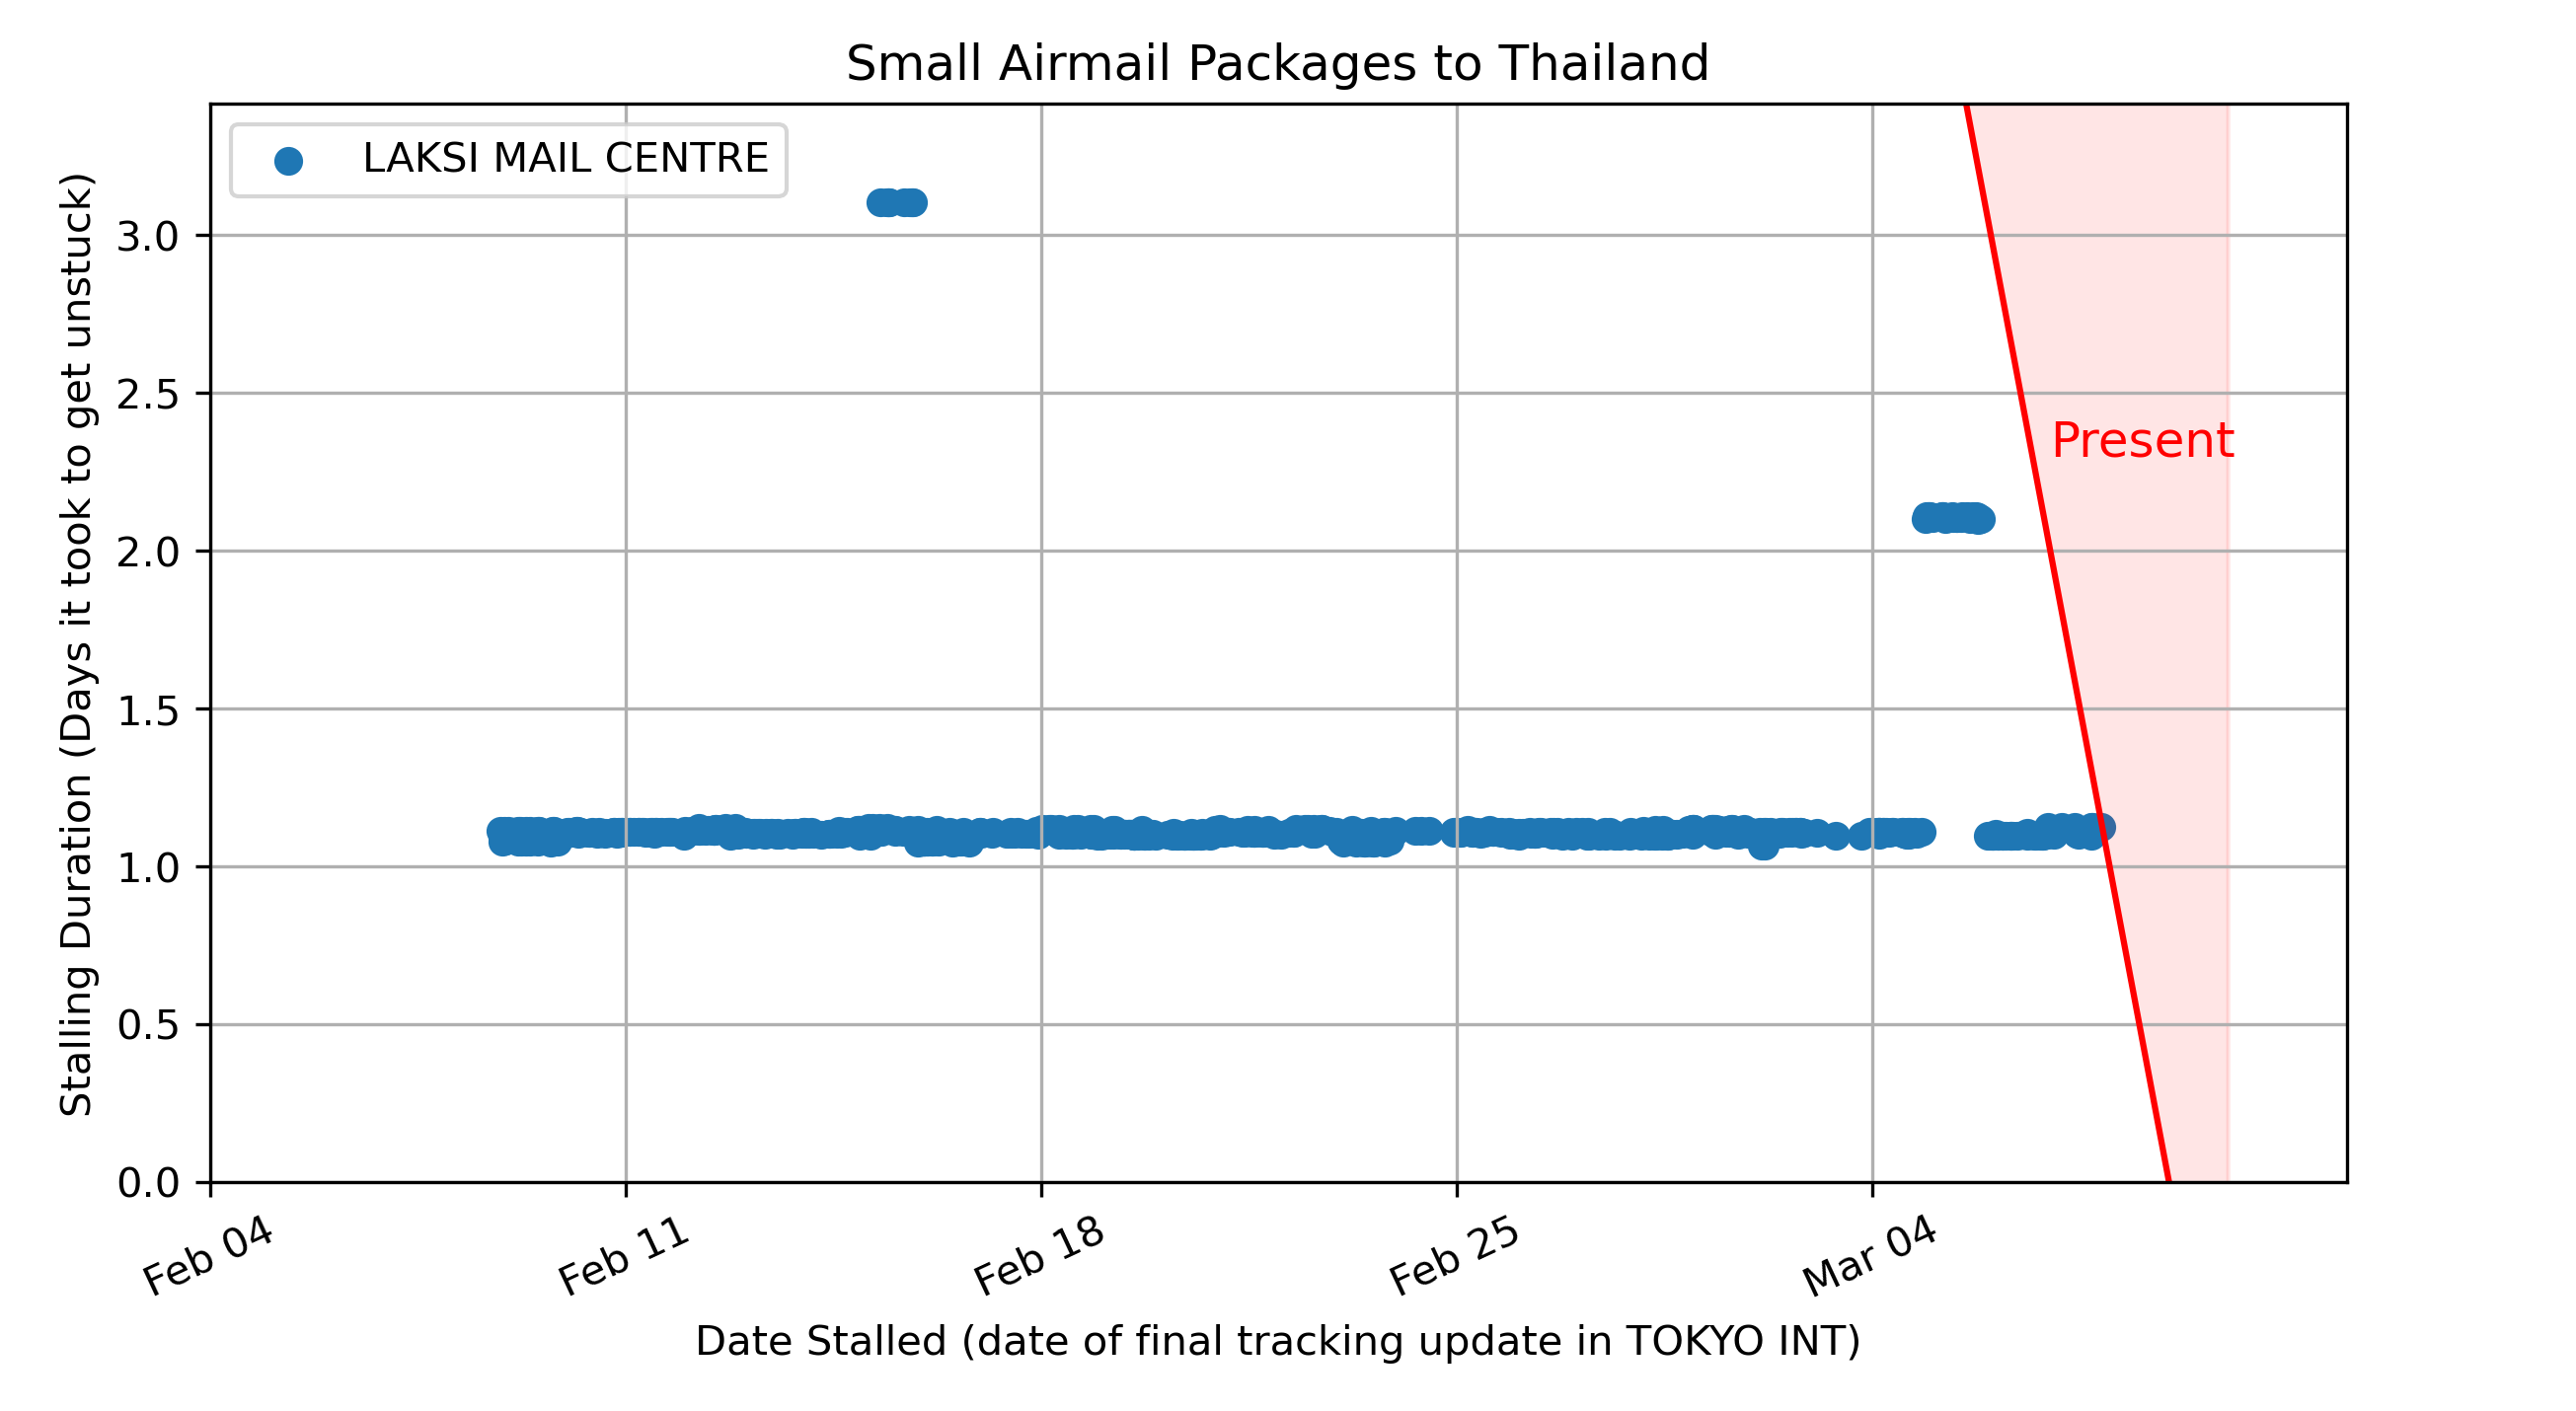 Small Airmail Packages to Thailand
LAKSI MAIL CENTRE
Stalling Duration (Days it took to get unstuck)
3.0
2.5
2.0
1.5
1.0
0.5
0.0
Present
Feb 04
Feb 11
Feb 18
Feb 25
Mar 04
Date Stalled (date of final tracking update in TOKYO INT)